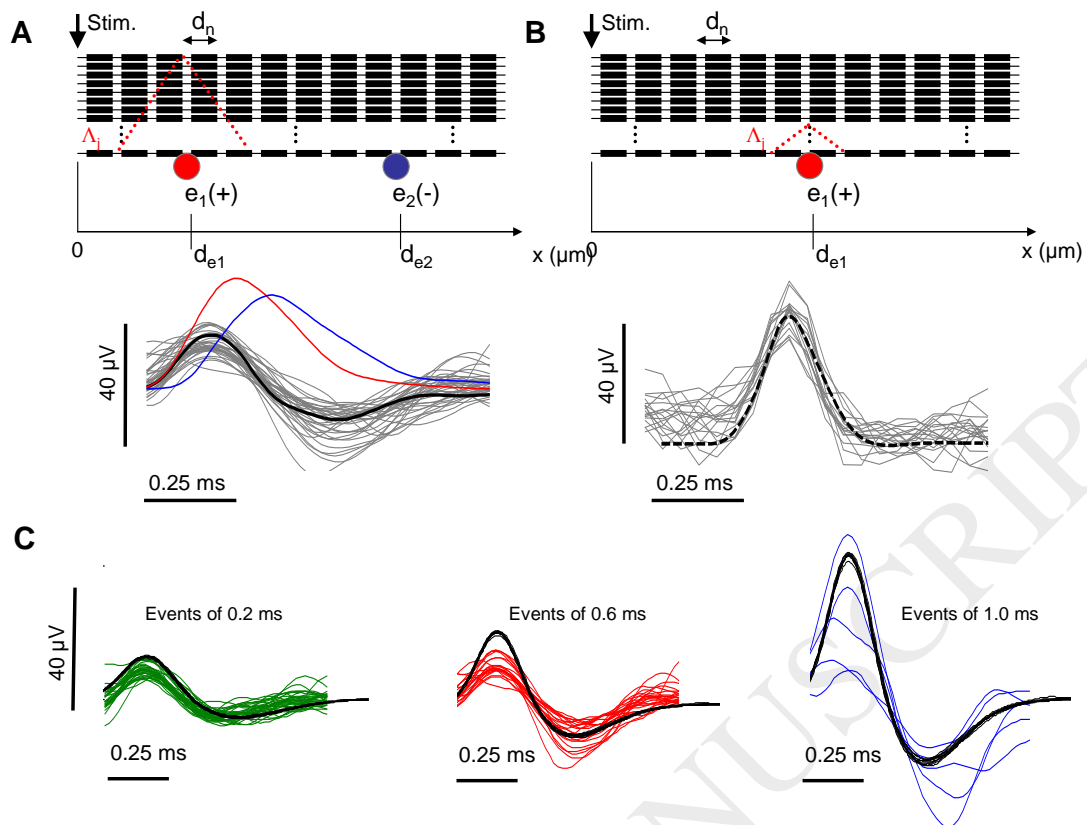 A
Stim.
dn
Λi
e1(+)
e2(-)
0
de1
de2
x (µm)
40 µV
0.25 ms
B
Stim.
dn
Λi
e1(+)
0
de1
x (µm)
40 µV
0.25 ms
C
40 µV
Events of 0.2 ms
0.25 ms
Events of 0.6 ms
0.25 ms
Events of 1.0 ms
0.25 ms
NUSCRIPT